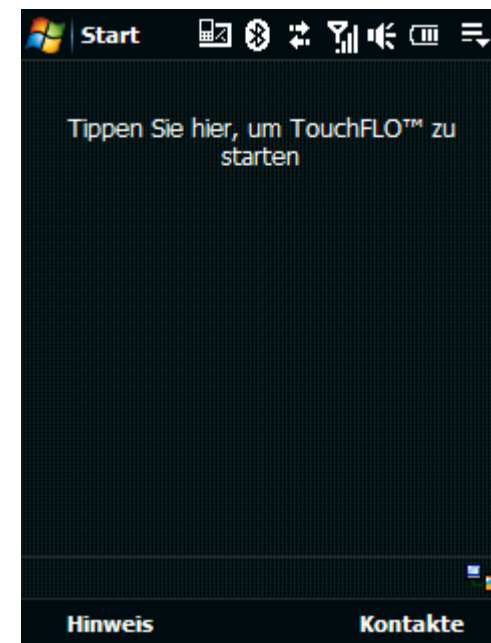 Start
Tippen Sie hier, um TouchFLO™ zu
starten
Hinweis
Kontakte